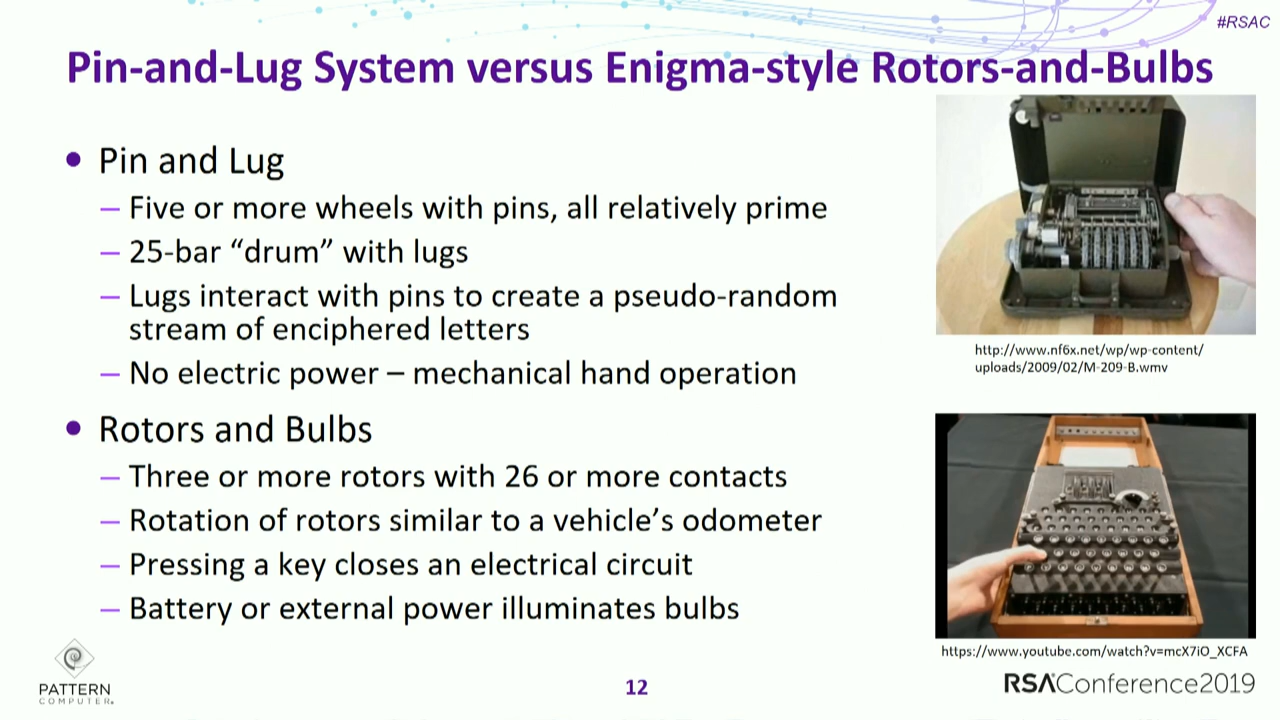 #RSAC
Pin-and-Lug System versus Enigma-style Rotors-and-Bulbs
• Pin and Lug
– Five or more wheels with pins, all relatively prime
– 25-bar “drum” with lugs
– Lugs interact with pins to create a pseudo-random
stream of enciphered letters
– No electric power – mechanical hand operation
• Rotors and Bulbs
– Three or more rotors with 26 or more contacts
– Rotation of rotors similar to a vehicle’s odometer
– Pressing a key closes an electrical circuit
– Battery or external power illuminates bulbs
http://www.nf6x.net/wp/wp-content/
uploads/2009/02/M-209-B.wmv
https://www.youtube.com/watch?v=mcX7iO_XCFA
PATTERN
COMPUTER
12
RSAConference2019